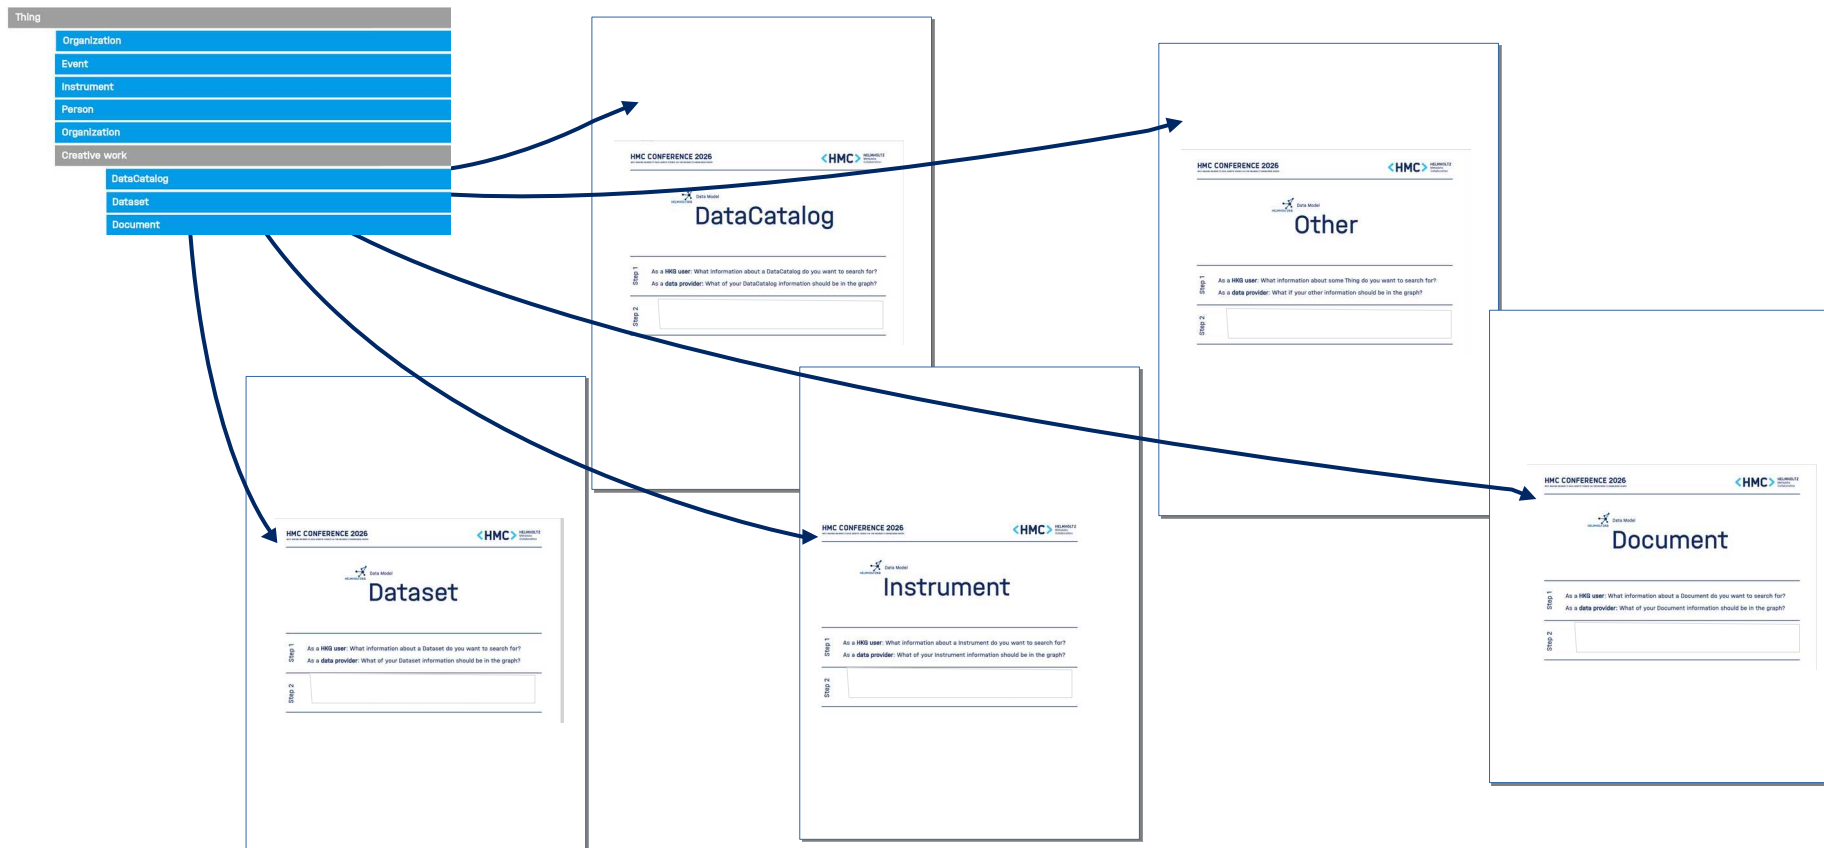 Thing
Organization
Event
Instrument
Person
Organization
Creative work
DataCatalog
Dataset
Document
HMC CONFERENCE 2026
<HMC> HELMHOLTZ
Data Model
DataCatalog
Step 1
As a HKG user: What information about a DataCatalog do you want to search for?
As a data provider: What of your DataCatalog information should be in the graph?
Step 2
HMC CONFERENCE 2026
<HMC> HELMHOLTZ
Data Model
Other
Step 1
As a HKG user: What information about some Thing do you want to search for?
As a data provider: What if your other information should be in the graph?
Step 2
HMC CONFERENCE 2026
<HMC> HELMHOLTZ
Data Model
Dataset
Step 1
As a HKG user: What information about a Dataset do you want to search for?
As a data provider: What of your Dataset information should be in the graph?
Step 2
HMC CONFERENCE 2026
<HMC> HELMHOLTZ
Data Model
Instrument
Step 1
As a HKG user: What information about a Instrument do you want to search for?
As a data provider: What of your Instrument information should be in the graph?
Step 2
HMC CONFERENCE 2026
<HMC> HELMHOLTZ
Data Model
Document
Step 1
As a HKG user: What information about a Document do you want to search for?
As a data provider: What of your Document information should be in the graph?
Step 2